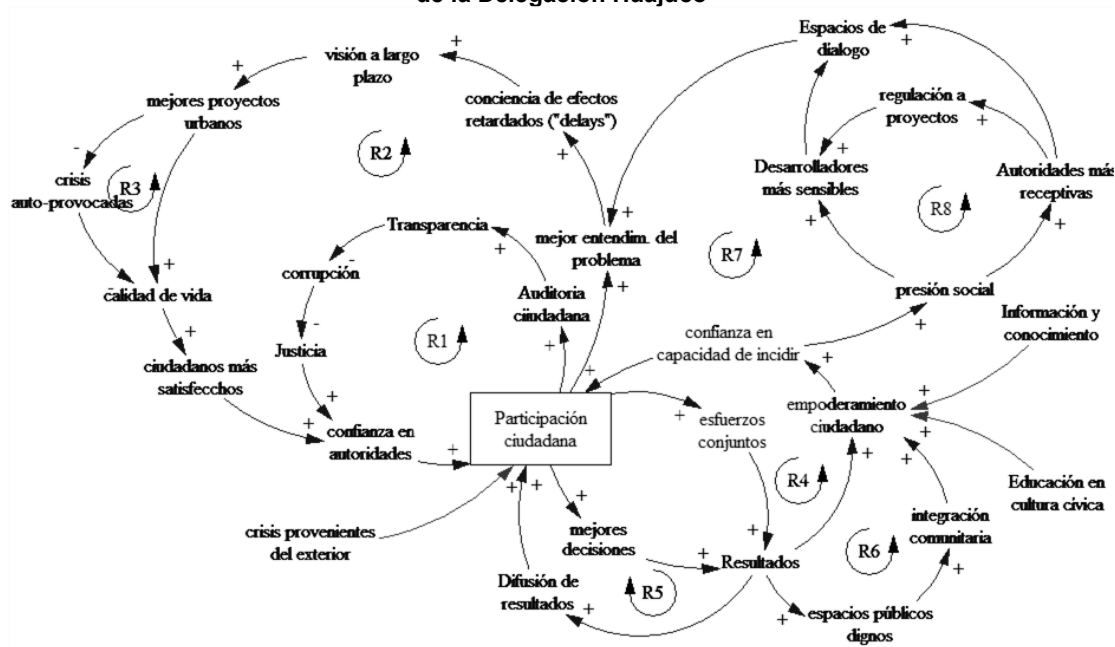 de la Delegación Huajuco
Espacios de
dialogo
visión a largo
plazo
mejores proyectos
urbanos
conciencia de efectos
retardados ("delays")
regulación a
proyectos
R2
R3
crisis
auto-provocadas
Desarrolladores
más sensibles
Autoridades más
receptivas
R8
Transparencia
mejor entendim. del
problema
R7
corrupción
calidad de vida
Auditoria
ciiudadana
presión social
Información y
conocimiento
R1
Justicia
confianza en
capacidad de incidir
ciudadanos más
satisfecchos
Participación
ciudadana
esfuerzos
conjuntos
empoderamiento
ciudadano
confianza en
autoridades
R4
Educación en
cultura cívica
crisis provenientes
del exterior
mejores
decisiones
integración
comunitaria
R6
Resultados
Difusión de
resultados
R5
espacios públicos
dignos